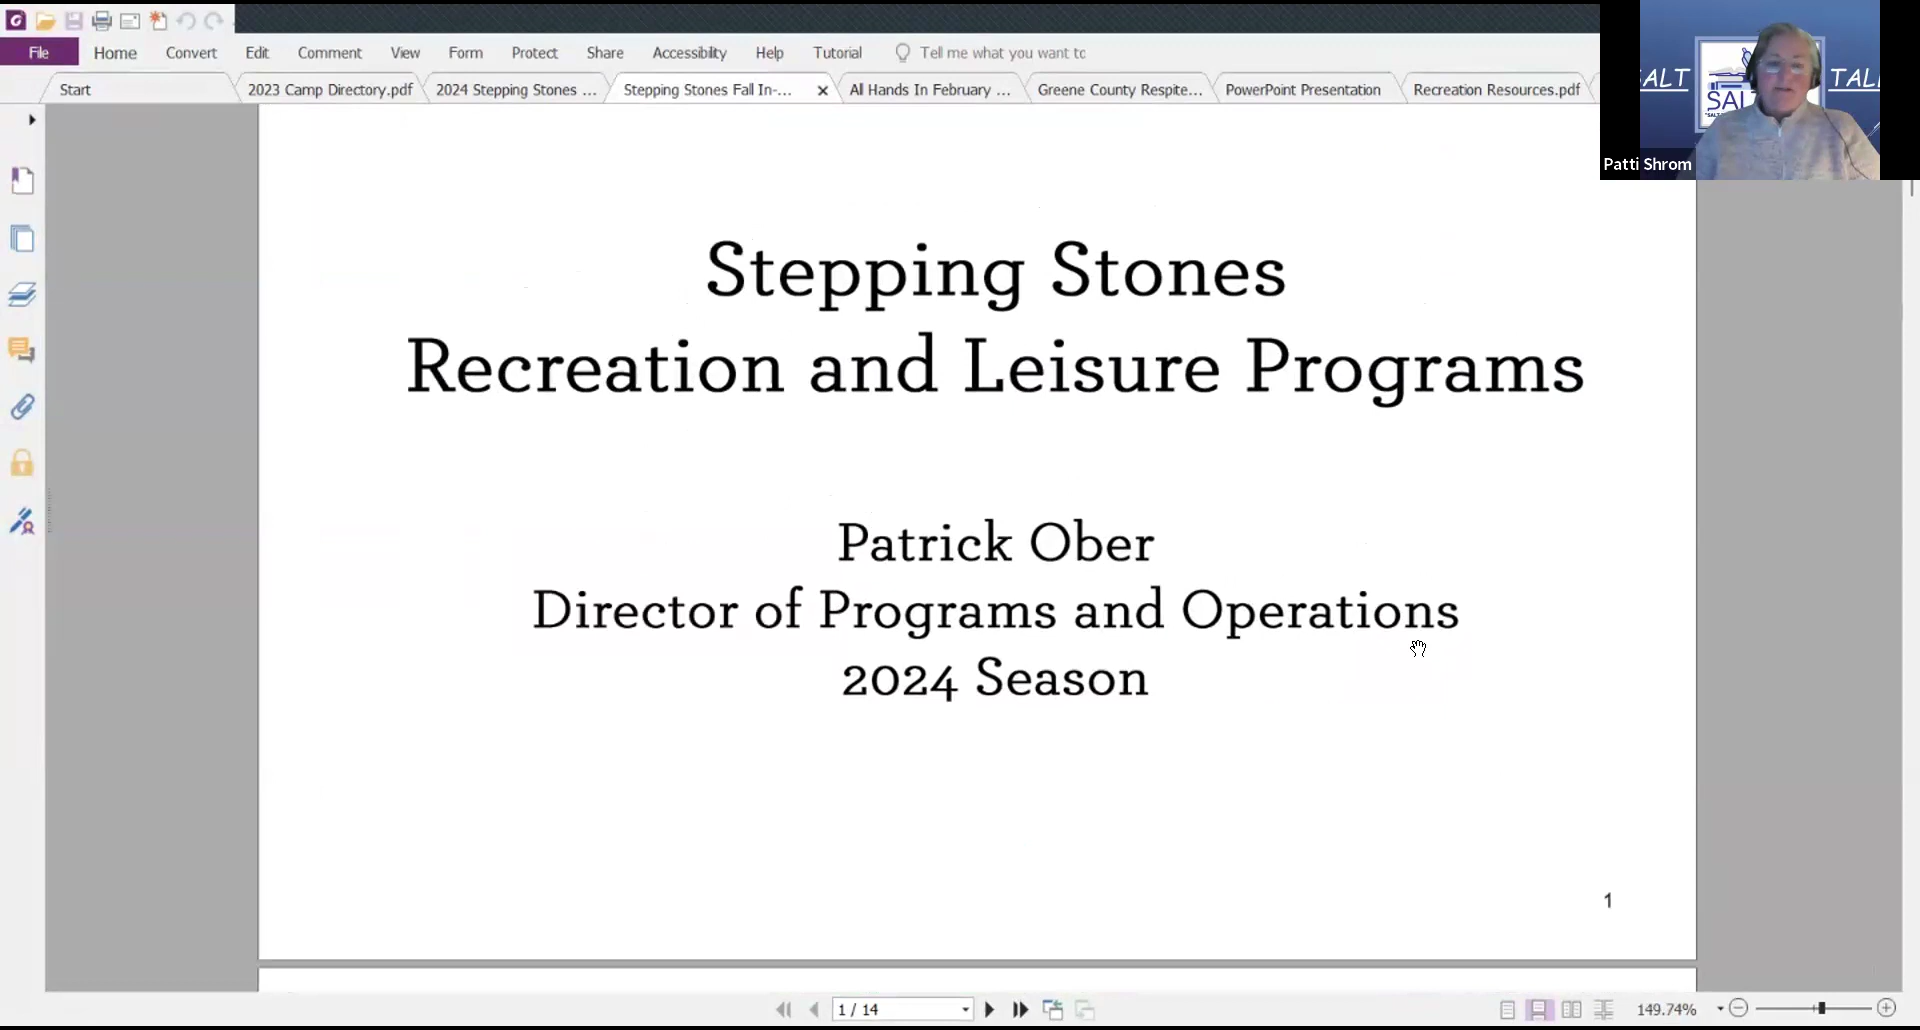 File Home Convert Edit Comment View Form Protect Share Accessibility Help Tutorial Tell me what you want tc
Start 2023 Camp Directory.pdf 2024 Stepping Stones ... Stepping Stones Fall In-... All Hands In February ... Greene County Respite... PowerPoint Presentation Recreation Resources.pdf
SALT TAL
SAL
Patti Shrom
Stepping Stones
Recreation and Leisure Programs
Patrick Ober
Director of Programs and Operations
2024 Season
1
1 / 14
149.74%